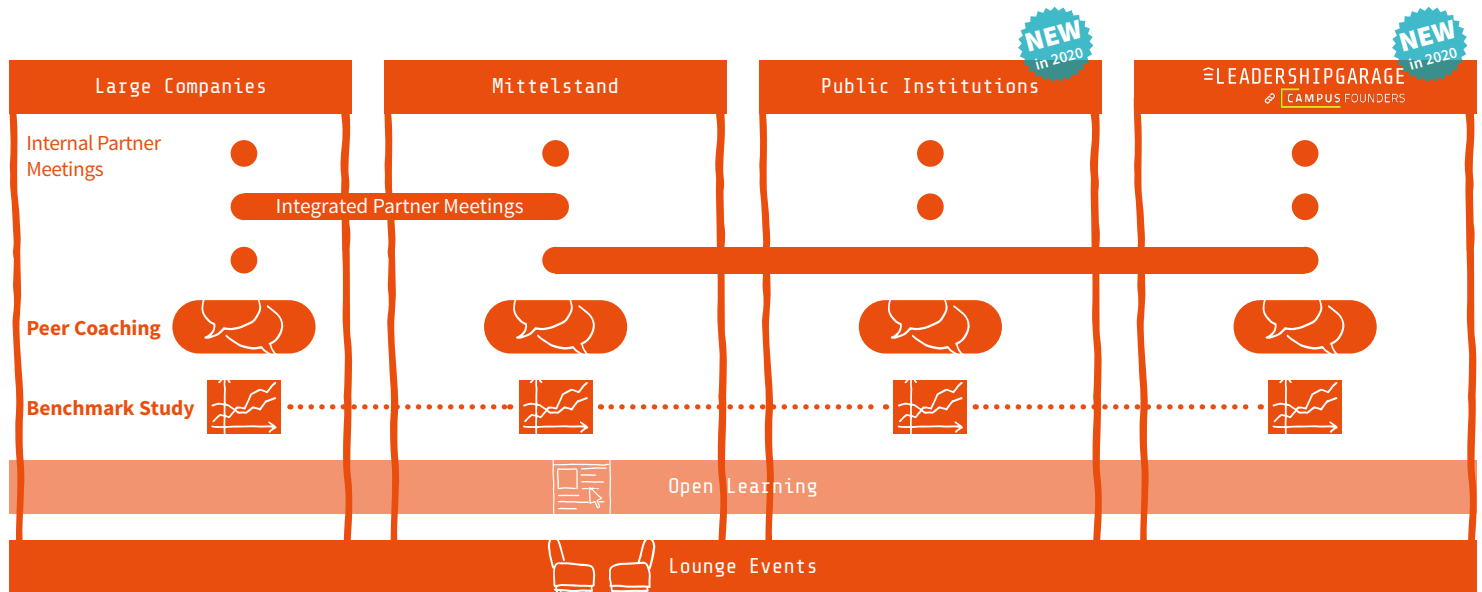 NEW
in 2020
NEW
in 2020
Large Companies
Mittelstand
Public Institutions
LEADERSHIPGARAGE
CAMPUS FOUNDERS
Internal Partner
Meetings
Integrated Partner Meetings
Peer Coaching
Benchmark Study
Open Learning
Lounge Events